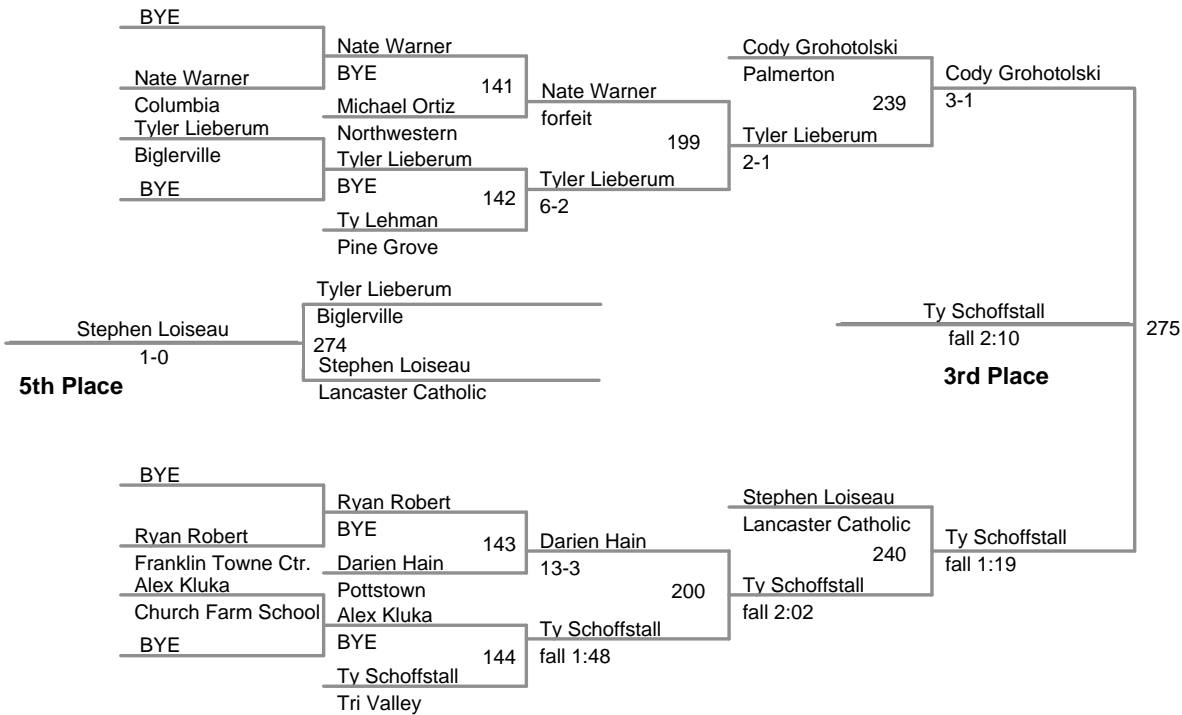 BYE
Nate Warner
Columbia
Tyler Lieberum
Biglerville
BYE
Nate Warner
BYE
141
Michael Ortiz
Northwestern
Tyler Lieberum
BYE
142
Ty Lehman
Pine Grove
Nate Warner
forfeit
199
Tyler Lieberum
6-2
Cody Grohotolski
Palmerton
239
Tyler Lieberum
2-1
Cody Grohotolski
3-1
Tyler Lieberum
Biglerville
274
Stephen Loiseau
Lancaster Catholic
Stephen Loiseau
1-0
5th Place
Ty Schoffstall
fall 2:10
3rd Place
275
BYE
Ryan Robert
Franklin Towne Ctr.
Alex Kluka
Church Farm School
BYE
Ryan Robert
BYE
143
Darien Hain
Pottstown
Alex Kluka
BYE
144
Ty Schoffstall
Tri Valley
Darien Hain
13-3
200
Ty Schoffstall
fall 1:48
Stephen Loiseau
Lancaster Catholic
240
Ty Schoffstall
fall 2:02
Ty Schoffstall
fall 1:19